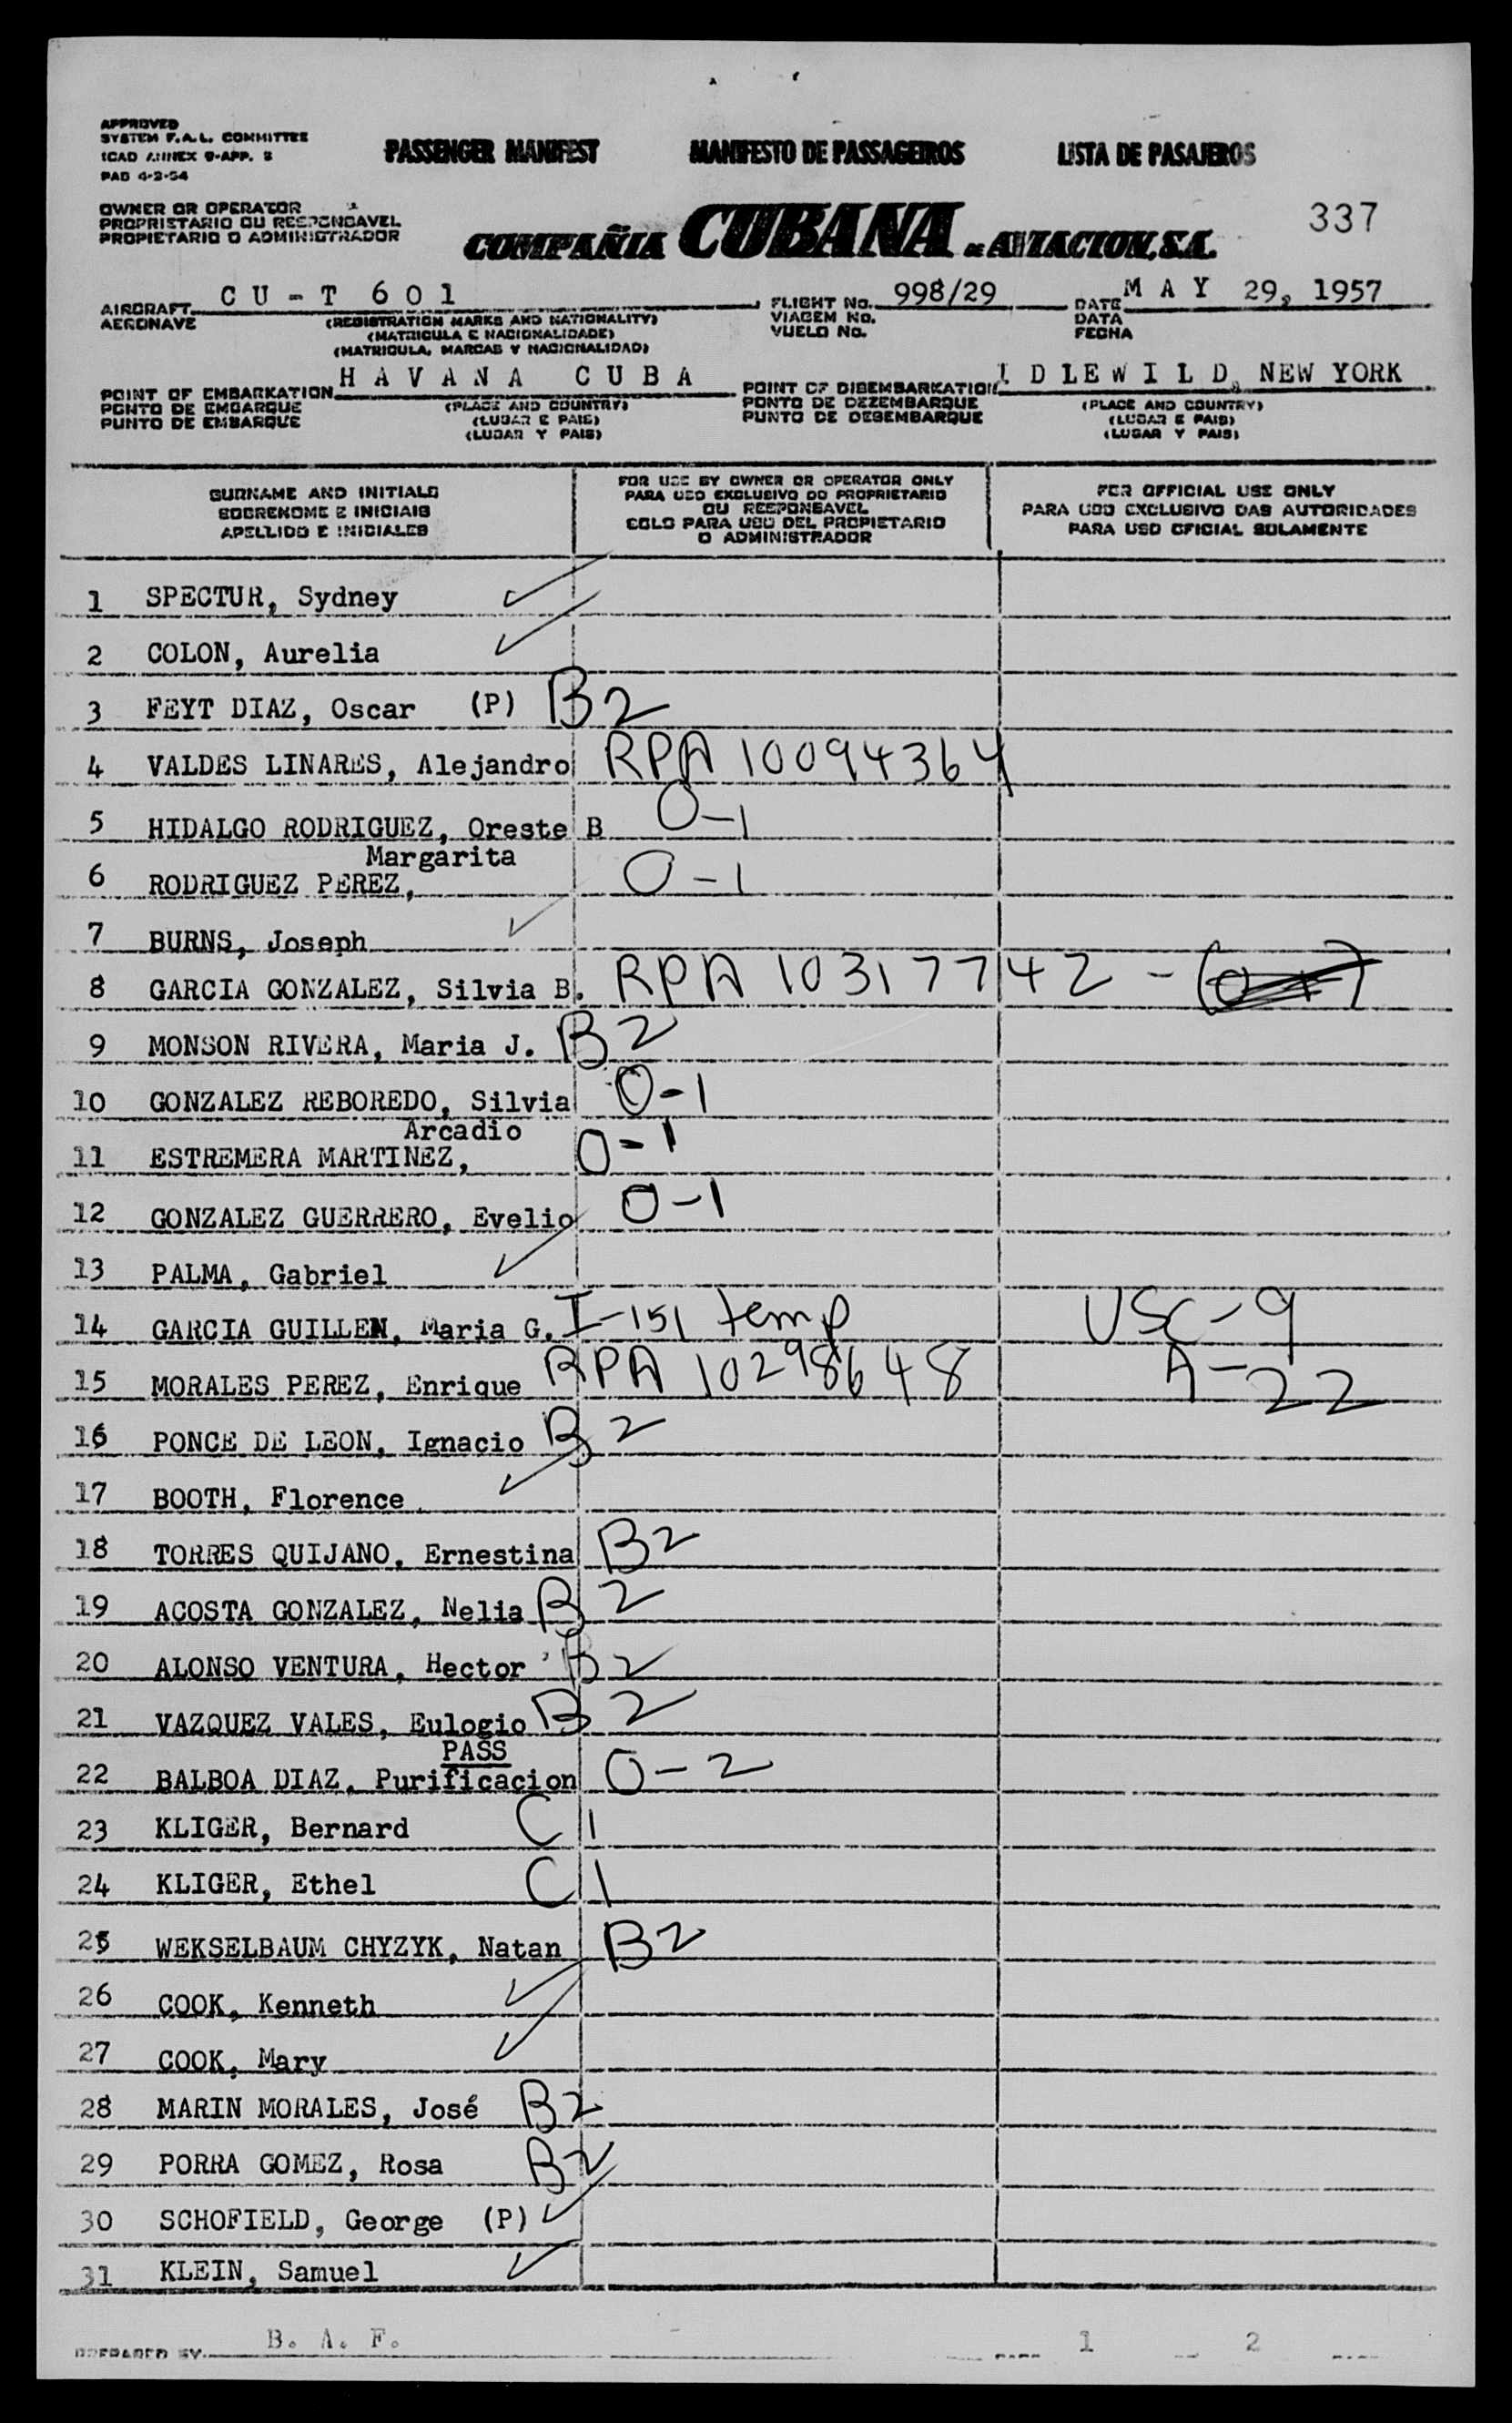 APPROVED
SYSTEM F.A.L. COMMITTEE
ICAO ANNEX 9-APP. 2
PAD 4-2-54
PASSENGER MANIFEST MANIFESTO DE PASSAGEIROS LISTA DE PASAJEROS
OWNER OR OPERATOR
PROPRIETARIO OU RESPONSAVEL
PROPIETARIO O ADMINISTRADOR
COMPAÑIA CUBANA DE AVIACION, S.A.
337
AIRCRAFT CU-T 601 FLIGHT No. 998/29 DATE MAY 29, 1957
AERONAVE (REGISTRATION MARKS AND NATIONALITY) VIAGEM No. DATA
(MATRICULA E NACIONALIDADE) VUELO No. FECHA
(MATRICULA, MARCAS Y NACIONALIDAD)
POINT OF EMBARKATION HAVANA CUBA POINT OF DISEMBARKATION IDLEWILD, NEW YORK
PONTO DE EMBARQUE (PLACE AND COUNTRY) PONTO DE DEZEMBARQUE (PLACE AND COUNTRY)
PUNTO DE EMBARQUE (LUGAR E PAIS) PUNTO DE DESEMBARQUE (LUGAR E PAIS)
(LUGAR Y PAIS) (LUGAR Y PAIS)
SURNAME AND INITIALS
SOBRENOME E INICIAIS
APELLIDO E INICIALES
FOR USE BY OWNER OR OPERATOR ONLY
PARA USO EXCLUSIVO DO PROPRIETARIO
OU RESPONSAVEL
SOLO PARA USO DEL PROPIETARIO
O ADMINISTRADOR
FOR OFFICIAL USE ONLY
PARA USO EXCLUSIVO DAS AUTORIDADES
PARA USO OFICIAL SOLAMENTE
1 SPECTUR, Sydney ✓
2 COLON, Aurelia ✓
3 FEYT DIAZ, Oscar (P) B2
4 VALDES LINARES, Alejandro RPA 10094364
5 HIDALGO RODRIGUEZ, Oreste B O-1
Margarita
6 RODRIGUEZ PEREZ, O-1
7 BURNS, Joseph ✓
8 GARCIA GONZALEZ, Silvia B. RPA 10317742 -
9 MONSON RIVERA, Maria J. B2
10 GONZALEZ REBOREDO, Silvia O-1
Arcadio
11 ESTREMERA MARTINEZ, O-1
12 GONZALEZ GUERRERO, Evelio O-1
13 PALMA, Gabriel ✓
14 GARCIA GUILLEN, Maria G. I-151 temp USC-9
15 MORALES PEREZ, Enrique RPA 10298648 A-22
16 PONCE DE LEON, Ignacio B2
17 BOOTH, Florence ✓
18 TORRES QUIJANO, Ernestina B2
19 ACOSTA GONZALEZ, Nelia B2
20 ALONSO VENTURA, Hector B2
21 VAZQUEZ VALES, Eulogio B2
PASS
22 BALBOA DIAZ, Purificacion O-2
23 KLIGER, Bernard C1
24 KLIGER, Ethel C1
25 WEKSELBAUM CHYZYK, Natan B2
26 COOK, Kenneth ✓
27 COOK, Mary ✓
28 MARIN MORALES, José B2
29 PORRA GOMEZ, Rosa B2
30 SCHOFIELD, George (P) ✓
31 KLEIN, Samuel ✓
PREPARED BY B. A. F. 1 2